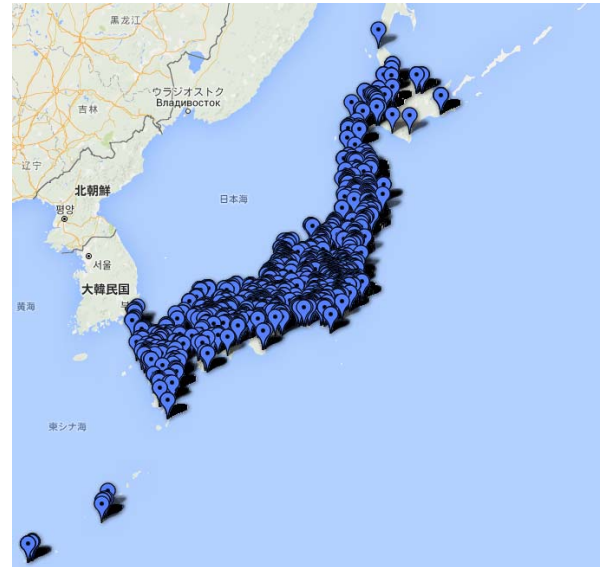 黒龙江
吉林
ウラジオストク
Владивосток
辽宁
北朝鮮
평양
日本海
서울
大韓民国
黄海
東シナ海